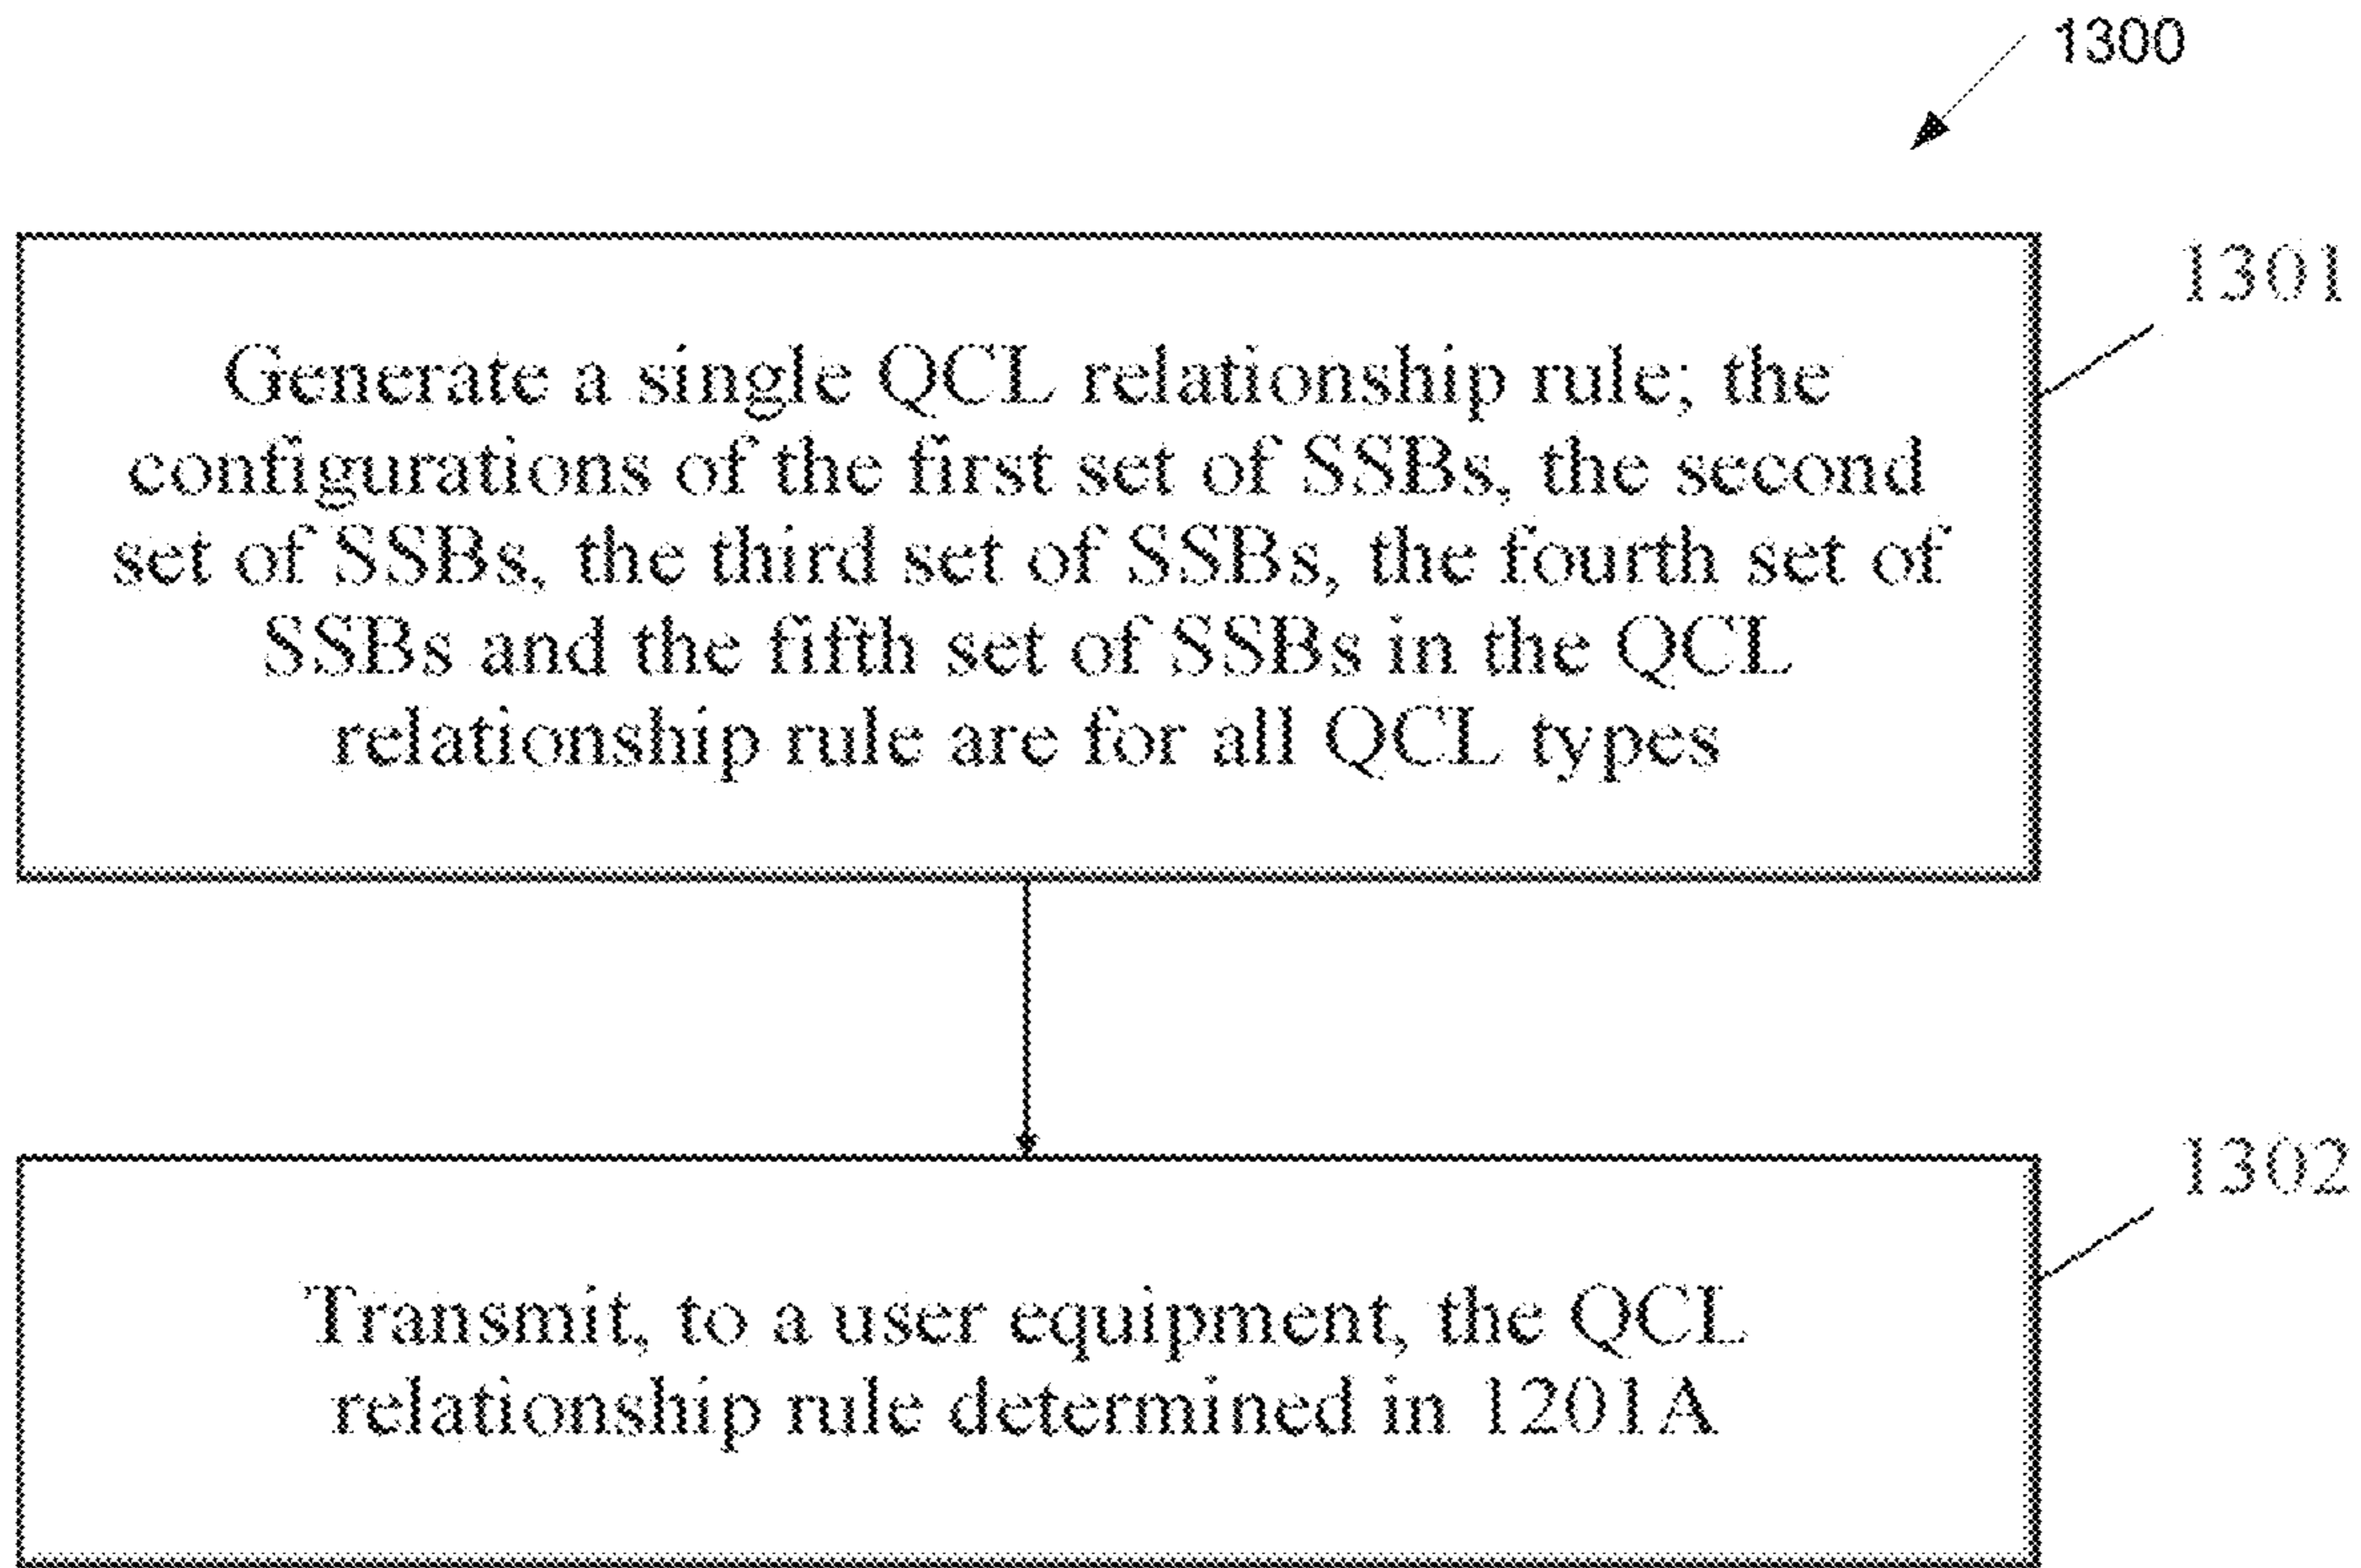 1300
1301
Generate a single QCL relationship rule; the
configurations of the first set of SSBs, the second
set of SSBs, the third set of SSBs, the fourth set of
SSBs and the fifth set of SSBs in the QCL
relationship rule are for all QCL types
1302
Transmit, to a user equipment, the QCL
relationship rule determined in 1201A